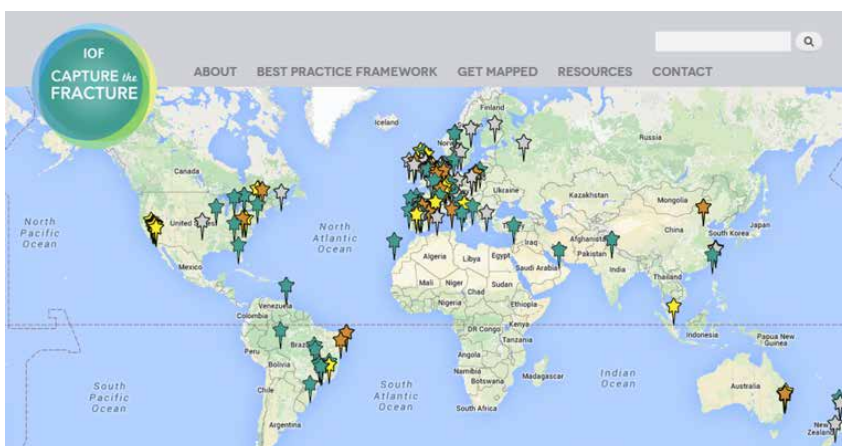 IOF
CAPTURE the
FRACTURE
ABOUT BEST PRACTICE FRAMEWORK GET MAPPED RESOURCES CONTACT
Iceland
Finland
Russia
Canada
Ukraine
Kazakhstan
Mongolia
North
Pacific
Ocean
North
Atlantic
Ocean
China
South Korea
Japan
Afghanistan
Pakistan
Iraq
Algeria
Libya
Egypt
Saudi Arabia
India
Thailand
Mexico
Mali
Niger
Chad
Sudan
Nigeria
Ethiopia
Venezuela
Colombia
DR Congo
Kenya
Tanzania
Indonesia
Papua New
Guinea
Peru
Brazil
Bolivia
Angola
Namibia
Botswana
Madagascar
Indian
Ocean
Australia
South
Pacific
Ocean
Chile
South
Atlantic
Ocean
South Africa
Argentina
New
Zealand